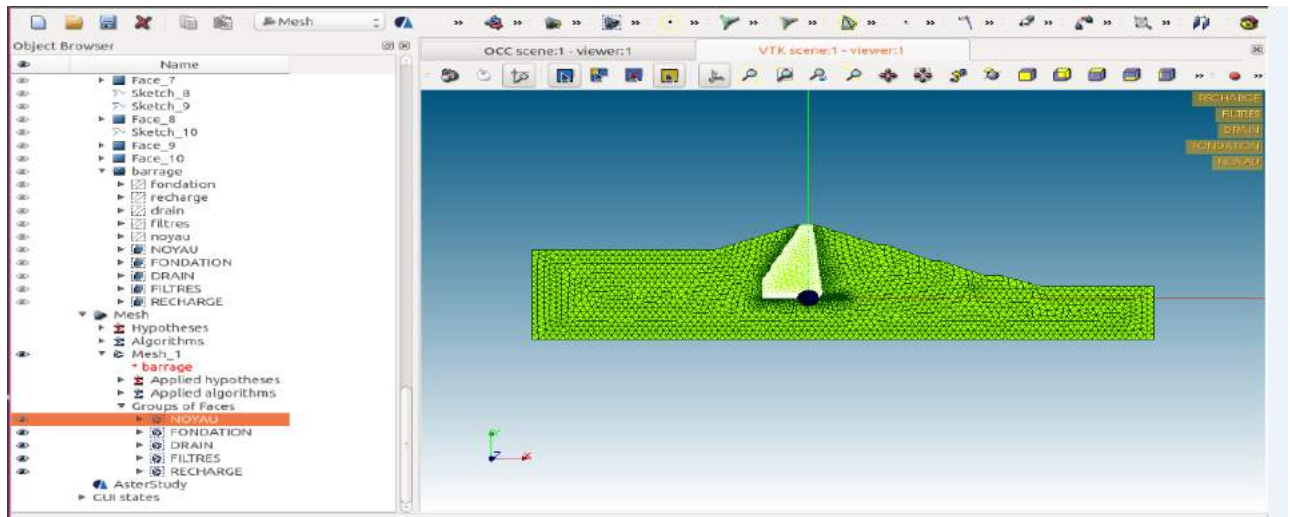 Mesh
Object Browser
OCC scene:1 - viewer:1
VTK scene:1 - viewer:1
Name
Face_7
Sketch_8
Sketch_9
Face_8
Sketch_10
Face_9
Face_10
barrage
fondation
recharge
drain
filtres
noyau
NOYAU
FONDATION
DRAIN
FILTRES
RECHARGE
Mesh
Hypotheses
Algorithms
Mesh_1
* barrage
Applied hypotheses
Applied algorithms
Groups of Faces
NOYAU
FONDATION
DRAIN
FILTRES
RECHARGE
AsterStudy
GUI states
RECHARGE
FILTRES
DRAIN
FONDATION
NOYAU
Y
Z
X